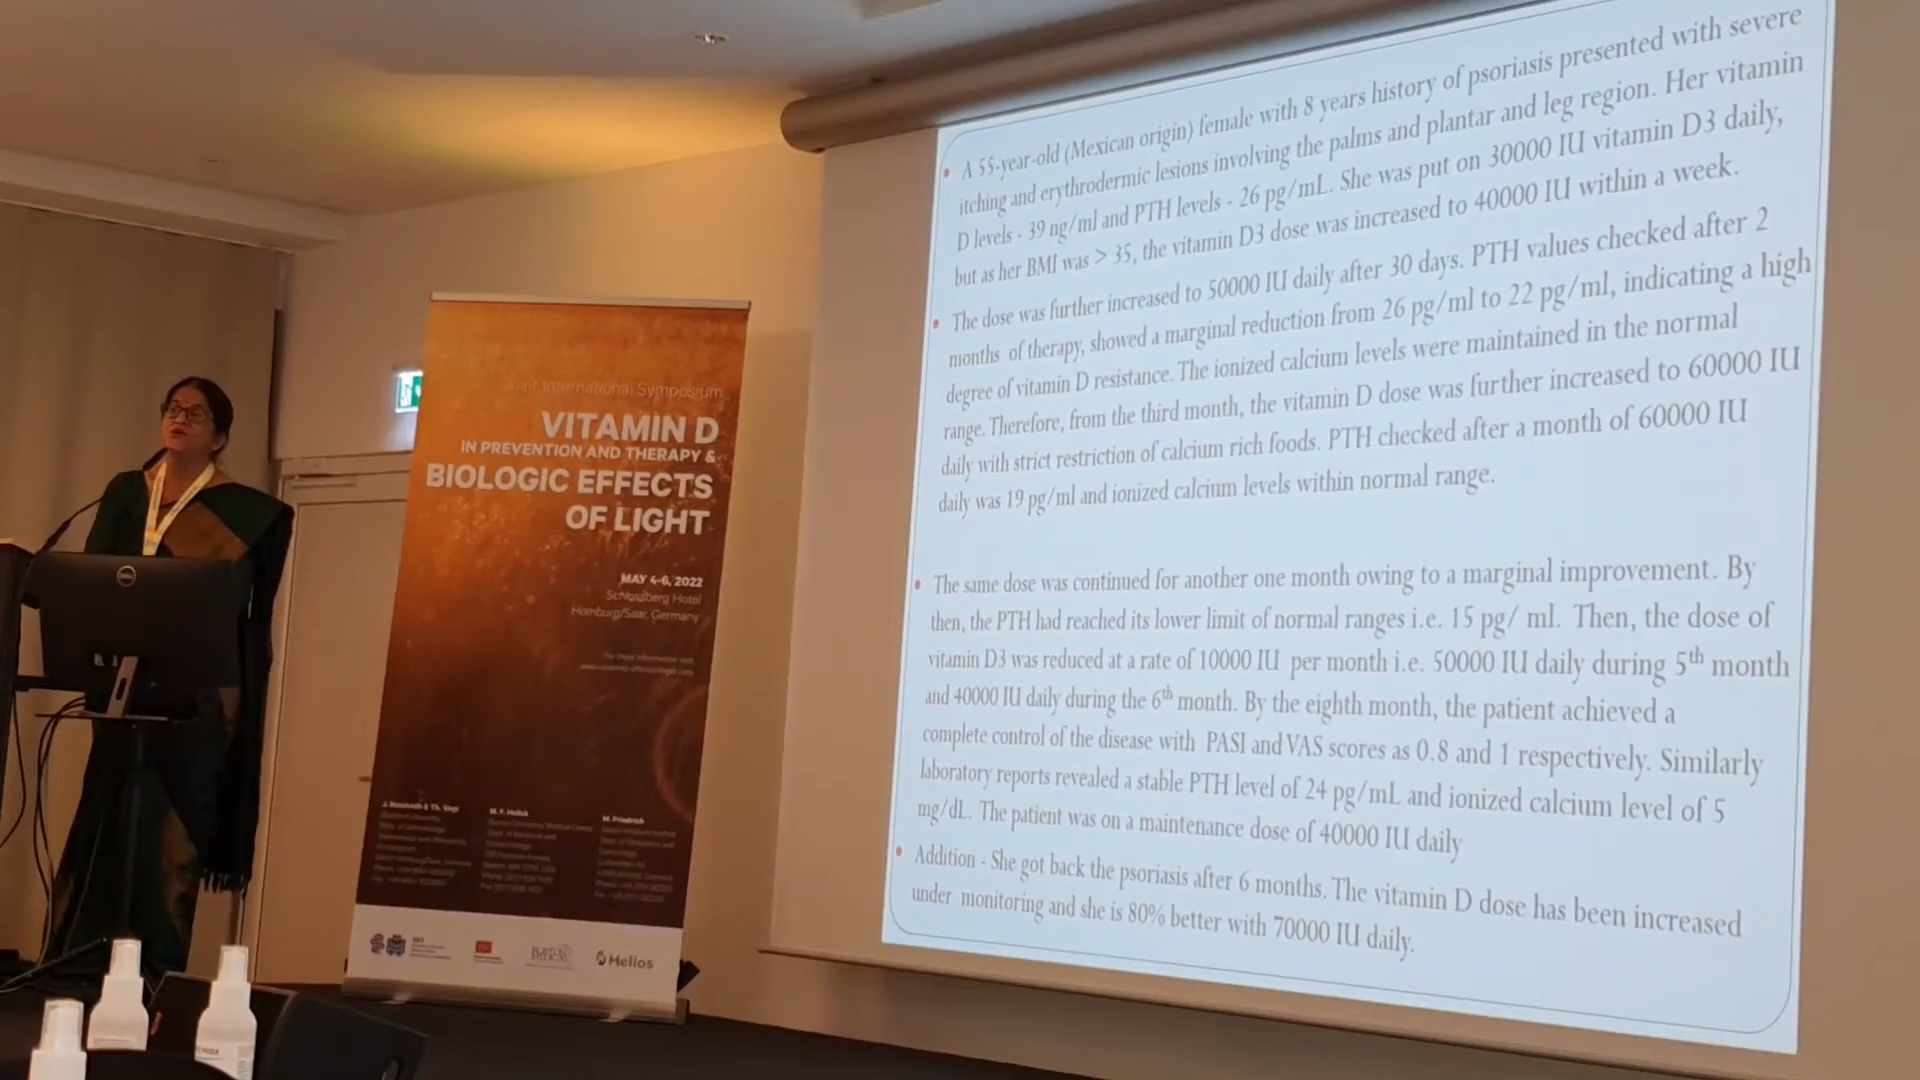 Joint International Symposium
VITAMIN D
IN PREVENTION AND THERAPY &
BIOLOGIC EFFECTS
OF LIGHT
MAY 4-6, 2022
Schlossberg Hotel
Homburg/Saar, Germany
M. F. Holick
Helios
DELL
• A 55-year-old (Mexican origin) female with 8 years history of psoriasis presented with severe
itching and erythrodermic lesions involving the palms and plantar and leg region. Her vitamin
D levels - 39 ng/ml and PTH levels - 26 pg/mL. She was put on 30000 IU vitamin D3 daily,
but as her BMI was > 35, the vitamin D3 dose was increased to 40000 IU within a week.
• The dose was further increased to 50000 IU daily after 30 days. PTH values checked after 2
months of therapy, showed a marginal reduction from 26 pg/ml to 22 pg/ml, indicating a high
degree of vitamin D resistance. The ionized calcium levels were maintained in the normal
range. Therefore, from the third month, the vitamin D dose was further increased to 60000 IU
daily with strict restriction of calcium rich foods. PTH checked after a month of 60000 IU
daily was 19 pg/ml and ionized calcium levels within normal range.
• The same dose was continued for another one month owing to a marginal improvement. By
then, the PTH had reached its lower limit of normal ranges i.e. 15 pg/ ml. Then, the dose of
vitamin D3 was reduced at a rate of 10000 IU per month i.e. 50000 IU daily during 5th month
and 40000 IU daily during the 6th month. By the eighth month, the patient achieved a
complete control of the disease with PASI and VAS scores as 0.8 and 1 respectively. Similarly
laboratory reports revealed a stable PTH level of 24 pg/mL and ionized calcium level of 5
mg/dL. The patient was on a maintenance dose of 40000 IU daily
• Addition - She got back the psoriasis after 6 months. The vitamin D dose has been increased
under monitoring and she is 80% better with 70000 IU daily.